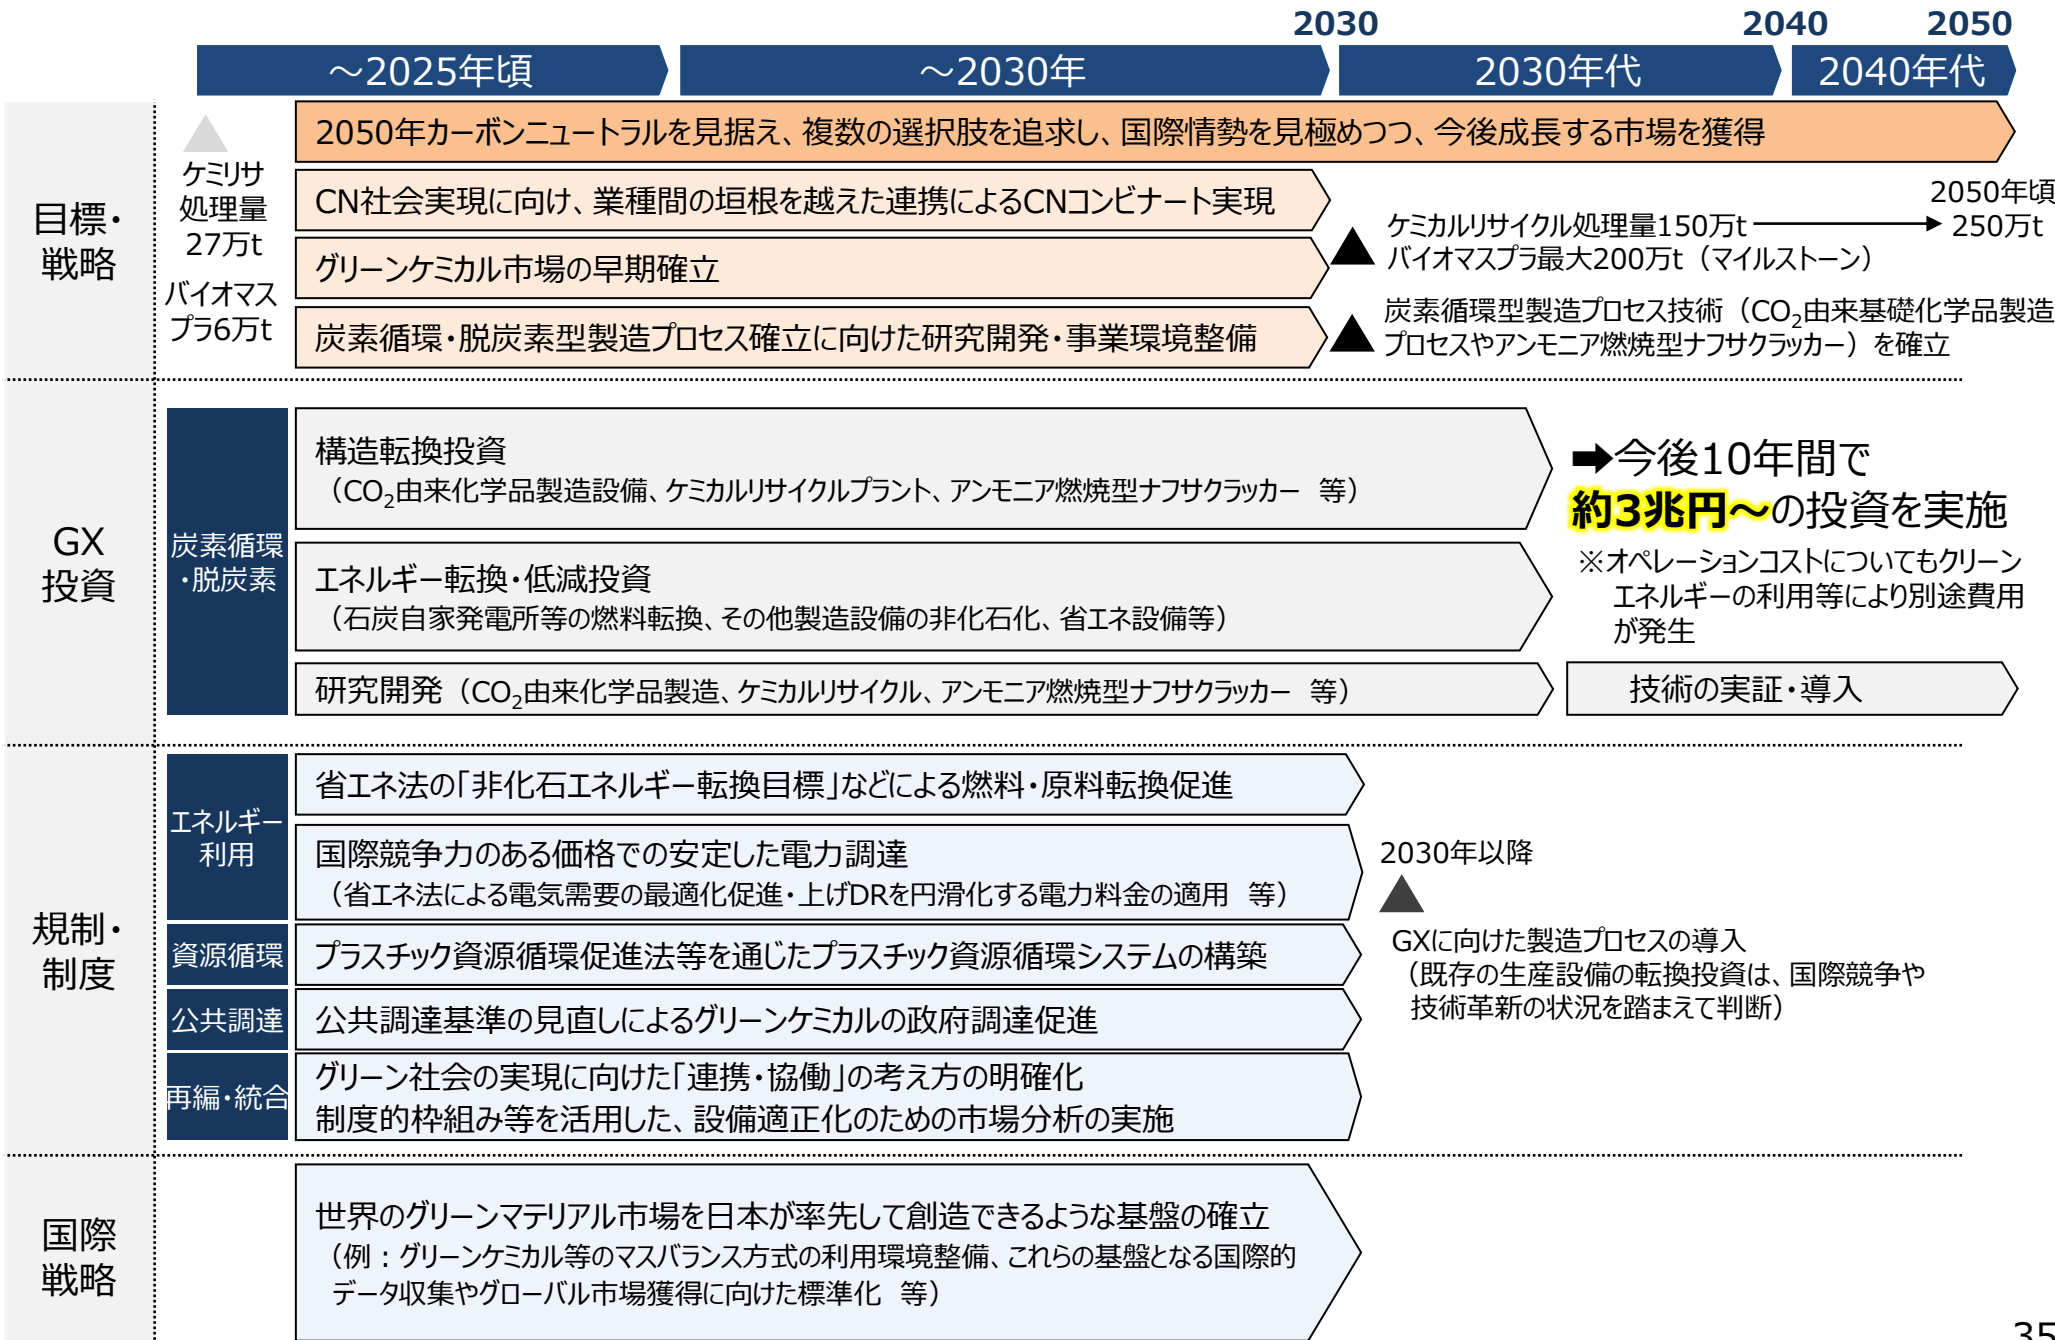 2030
2040
2050
～2025年頃
～2030年
2030年代
2040年代
目標・
戦略
ケミリサ
処理量
27万t
バイオマス
プラ6万t
2050年カーボンニュートラルを見据え、複数の選択肢を追求し、国際情勢を見極めつつ、今後成長する市場を獲得
CN社会実現に向け、業種間の垣根を越えた連携によるCNコンビナート実現
グリーンケミカル市場の早期確立
炭素循環・脱炭素型製造プロセス確立に向けた研究開発・事業環境整備
2050年頃
ケミカルリサイクル処理量150万t
250万t
バイオマスプラ最大200万t（マイルストーン）
炭素循環型製造プロセス技術（CO₂由来基礎化学品製造
プロセスやアンモニア燃焼型ナフサクラッカー）を確立
GX
投資
炭素循環
・脱炭素
構造転換投資
（CO₂由来化学品製造設備、ケミカルリサイクルプラント、アンモニア燃焼型ナフサクラッカー　等）
エネルギー転換・低減投資
（石炭自家発電所等の燃料転換、その他製造設備の非化石化、省エネ設備等）
研究開発（CO₂由来化学品製造、ケミカルリサイクル、アンモニア燃焼型ナフサクラッカー　等）
➡今後10年間で
約3兆円～の投資を実施
※オペレーションコストについてもクリーン
エネルギーの利用等により別途費用
が発生
技術の実証・導入
規制・
制度
エネルギー
利用
省エネ法の「非化石エネルギー転換目標」などによる燃料・原料転換促進
国際競争力のある価格での安定した電力調達
（省エネ法による電気需要の最適化促進・上げDRを円滑化する電力料金の適用　等）
資源循環
プラスチック資源循環促進法等を通じたプラスチック資源循環システムの構築
公共調達
公共調達基準の見直しによるグリーンケミカルの政府調達促進
再編・統合
グリーン社会の実現に向けた「連携・協働」の考え方の明確化
制度的枠組み等を活用した、設備適正化のための市場分析の実施
2030年以降
GXに向けた製造プロセスの導入
（既存の生産設備の転換投資は、国際競争や
技術革新の状況を踏まえて判断）
国際
戦略
世界のグリーンマテリアル市場を日本が率先して創造できるような基盤の確立
（例：グリーンケミカル等のマスバランス方式の利用環境整備、これらの基盤となる国際的
データ収集やグローバル市場獲得に向けた標準化　等）
35